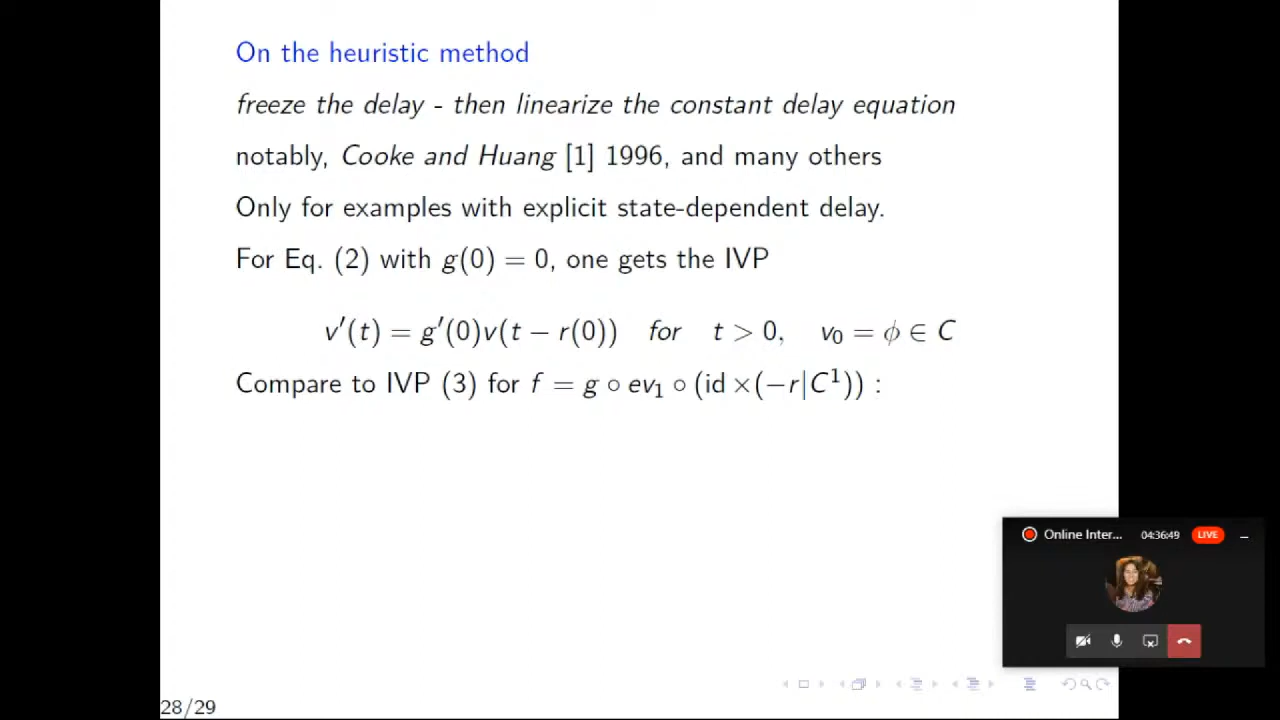 On the heuristic method
freeze the delay - then linearize the constant delay equation
notably, Cooke and Huang [1] 1996, and many others
Only for examples with explicit state-dependent delay.
For Eq. (2) with g(0) = 0, one gets the IVP
v′(t) = g′(0)v(t − r(0)) for t > 0, v₀ = ϕ ∈ C
Compare to IVP (3) for f = g ∘ ev₁ ∘ (id ×(−r|C¹)) :
Online Inter... 04:36:49 LIVE
28/29